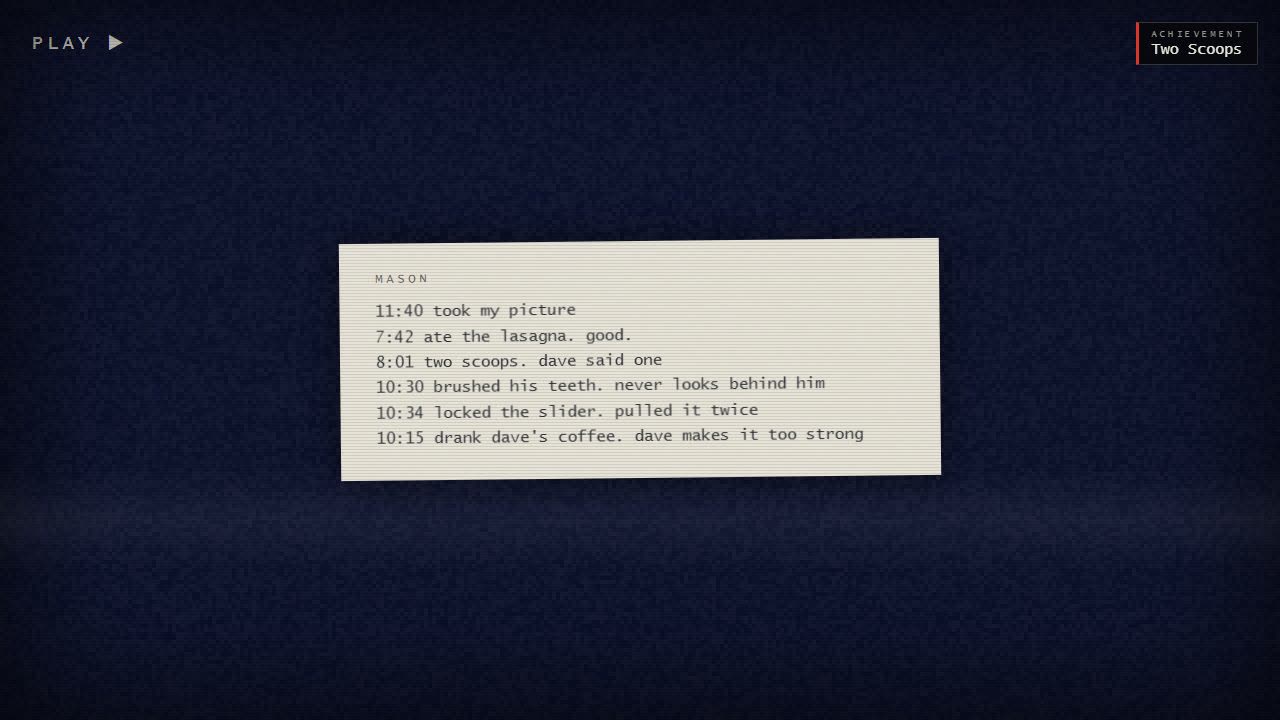 PLAY ▶
ACHIEVEMENT
Two Scoops
MASON
11:40 took my picture
7:42 ate the lasagna. good.
8:01 two scoops. dave said one
10:30 brushed his teeth. never looks behind him
10:34 locked the slider. pulled it twice
10:15 drank dave's coffee. dave makes it too strong